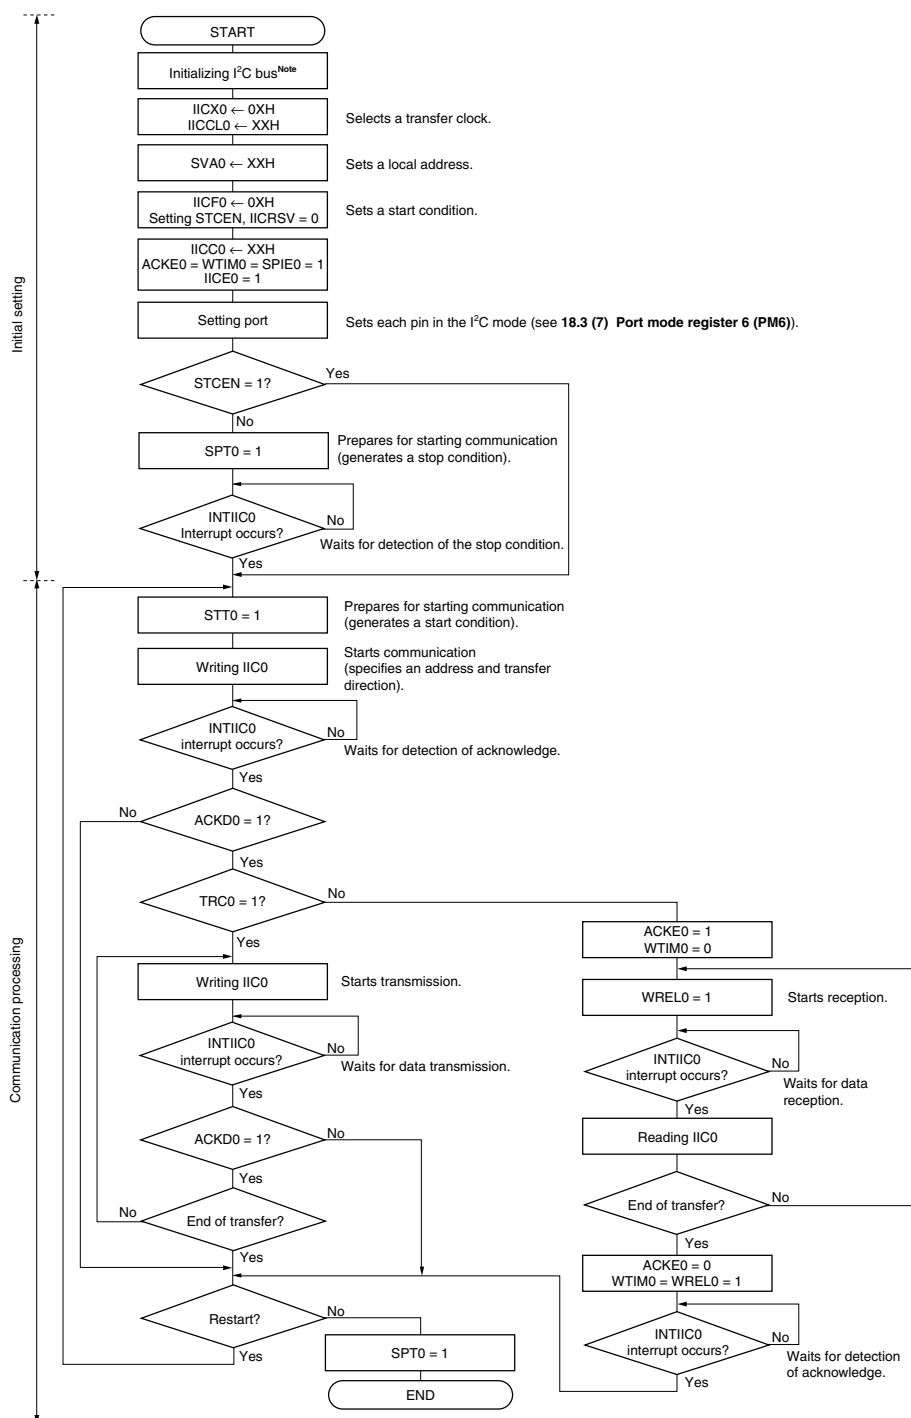 START
Initializing I²C bus^Note
IICX0 ← 0XH
IICCL0 ← XXH
Selects a transfer clock.
SVA0 ← XXH
Sets a local address.
IICF0 ← 0XH
Setting STCEN, IICRSV = 0
Sets a start condition.
IICC0 ← XXH
ACKE0 = WTIM0 = SPIE0 = 1
IICE0 = 1
Initial setting
Setting port
Sets each pin in the I²C mode (see 18.3 (7) Port mode register 6 (PM6)).
STCEN = 1?
Yes
No
SPT0 = 1
Prepares for starting communication
(generates a stop condition).
INTIIC0
Interrupt occurs?
No
Waits for detection of the stop condition.
Yes
STT0 = 1
Prepares for starting communication
(generates a start condition).
Writing IIC0
Starts communication
(specifies an address and transfer
direction).
INTIIC0
interrupt occurs?
No
Waits for detection of acknowledge.
Yes
No
ACKD0 = 1?
Yes
TRC0 = 1?
No
Yes
Communication processing
Writing IIC0
Starts transmission.
INTIIC0
interrupt occurs?
No
Waits for data transmission.
Yes
ACKD0 = 1?
No
Yes
No
End of transfer?
Yes
ACKE0 = 1
WTIM0 = 0
WREL0 = 1
Starts reception.
INTIIC0
interrupt occurs?
No
Waits for data
reception.
Yes
Reading IIC0
End of transfer?
No
Yes
ACKE0 = 0
WTIM0 = WREL0 = 1
INTIIC0
interrupt occurs?
No
Waits for detection
of acknowledge.
Yes
Restart?
No
Yes
SPT0 = 1
END